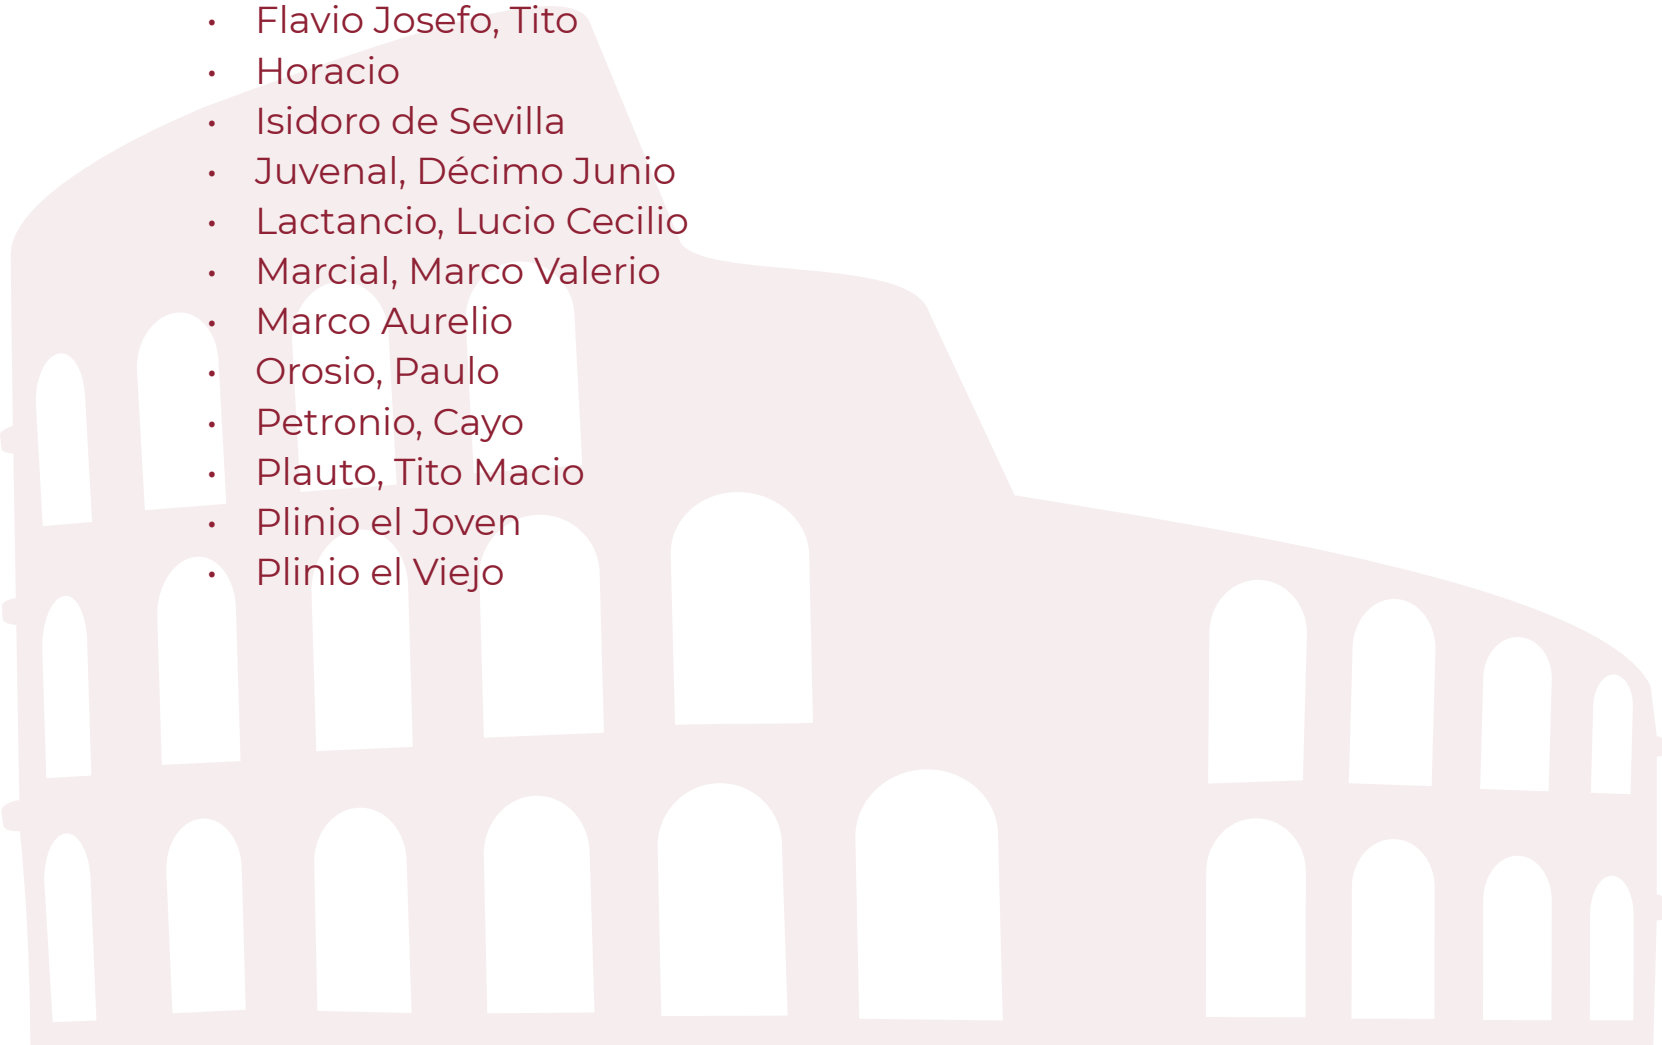 • Flavio Josefo, Tito
• Horacio
• Isidoro de Sevilla
• Juvenal, Décimo Junio
• Lactancio, Lucio Cecilio
• Marcial, Marco Valerio
• Marco Aurelio
• Orosio, Paulo
• Petronio, Cayo
• Plauto, Tito Macio
• Plinio el Joven
• Plinio el Viejo